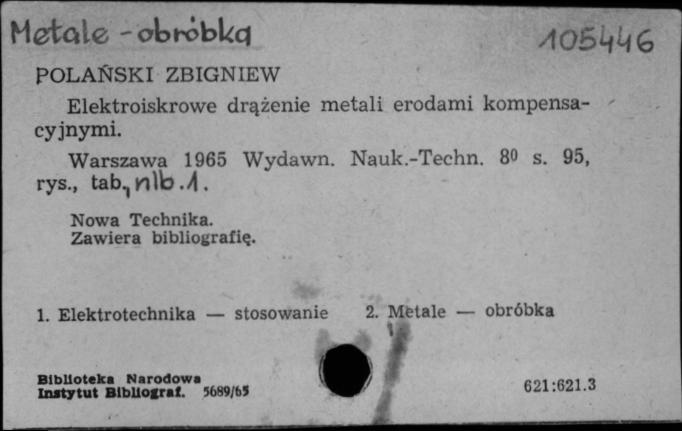 Metale - obróbka
105446
POLAŃSKI ZBIGNIEW
Elektroiskrowe drążenie metali erodami kompensa-
cyjnymi.
Warszawa 1965 Wydawn. Nauk.-Techn. 8⁰ s. 95,
rys., tab., nlb.1.
Nowa Technika.
Zawiera bibliografię.
1. Elektrotechnika — stosowanie 2. Metale — obróbka
Biblioteka Narodowa
Instytut Bibliograf. 5689/65
621:621.3